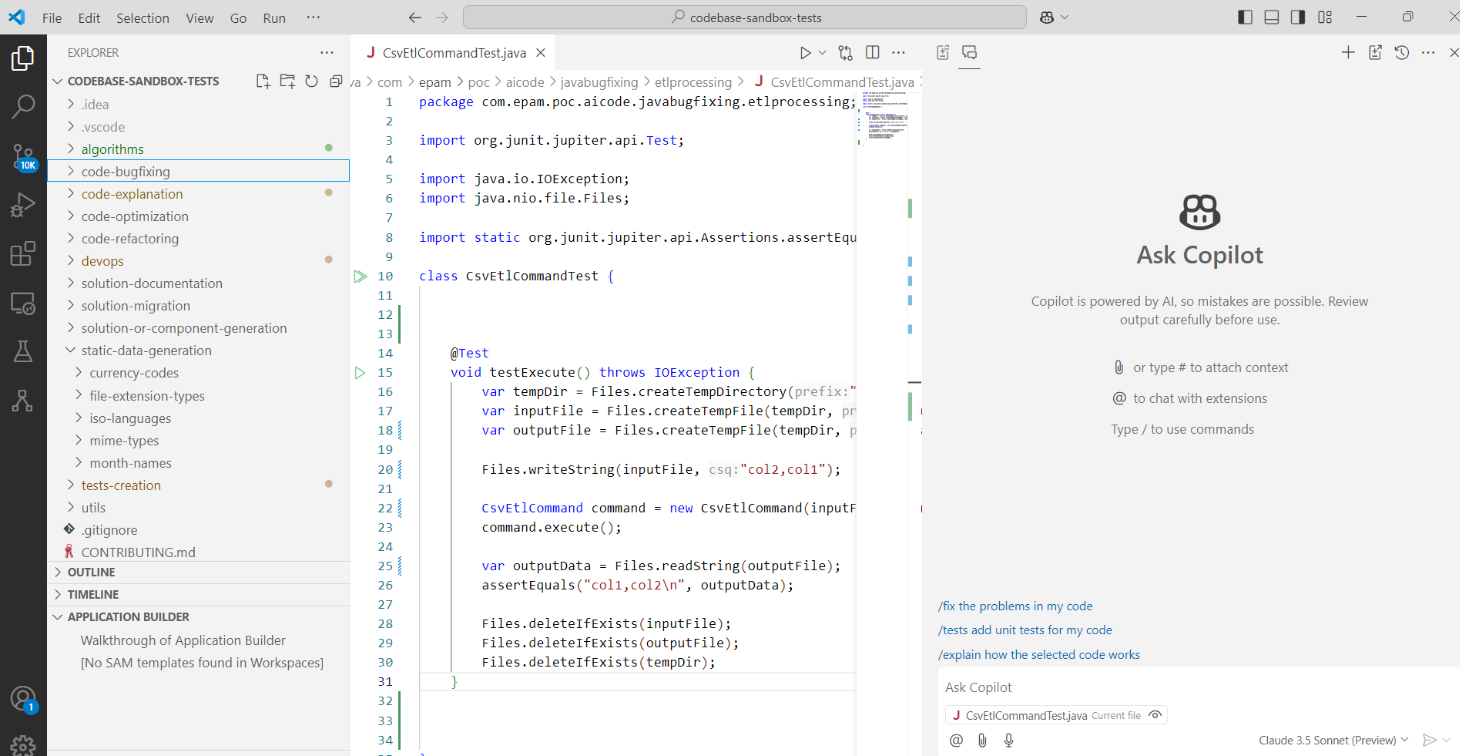 File Edit Selection View Go Run ···
codebase-sandbox-tests
EXPLORER
CODEBASE-SANDBOX-TESTS
.idea
.vscode
algorithms
code-bugfixing
code-explanation
code-optimization
code-refactoring
devops
solution-documentation
solution-migration
solution-or-component-generation
static-data-generation
currency-codes
file-extension-types
iso-languages
mime-types
month-names
tests-creation
utils
.gitignore
CONTRIBUTING.md
OUTLINE
TIMELINE
APPLICATION BUILDER
Walkthrough of Application Builder
[No SAM templates found in Workspaces]
10K
1
J CsvEtlCommandTest.java
va > com > epam > poc > aicode > javabugfixing > etlprocessing > J CsvEtlCommandTest.java
1 package com.epam.poc.aicode.javabugfixing.etlprocessing;
2
3 import org.junit.jupiter.api.Test;
4
5 import java.io.IOException;
6 import java.nio.file.Files;
7
8 import static org.junit.jupiter.api.Assertions.assertEqu
9
10 class CsvEtlCommandTest {
11
12
13
14 @Test
15 void testExecute() throws IOException {
16 var tempDir = Files.createTempDirectory(prefix:"
17 var inputFile = Files.createTempFile(tempDir, pr
18 var outputFile = Files.createTempFile(tempDir, p
19
20 Files.writeString(inputFile, csq:"col2,col1");
21
22 CsvEtlCommand command = new CsvEtlCommand(inputF
23 command.execute();
24
25 var outputData = Files.readString(outputFile);
26 assertEquals("col1,col2\n", outputData);
27
28 Files.deleteIfExists(inputFile);
29 Files.deleteIfExists(outputFile);
30 Files.deleteIfExists(tempDir);
31 }
32
33
34
Ask Copilot
Copilot is powered by AI, so mistakes are possible. Review
output carefully before use.
or type # to attach context
@ to chat with extensions
Type / to use commands
/fix the problems in my code
/tests add unit tests for my code
/explain how the selected code works
Ask Copilot
J CsvEtlCommandTest.java Current file
@
Claude 3.5 Sonnet (Preview)